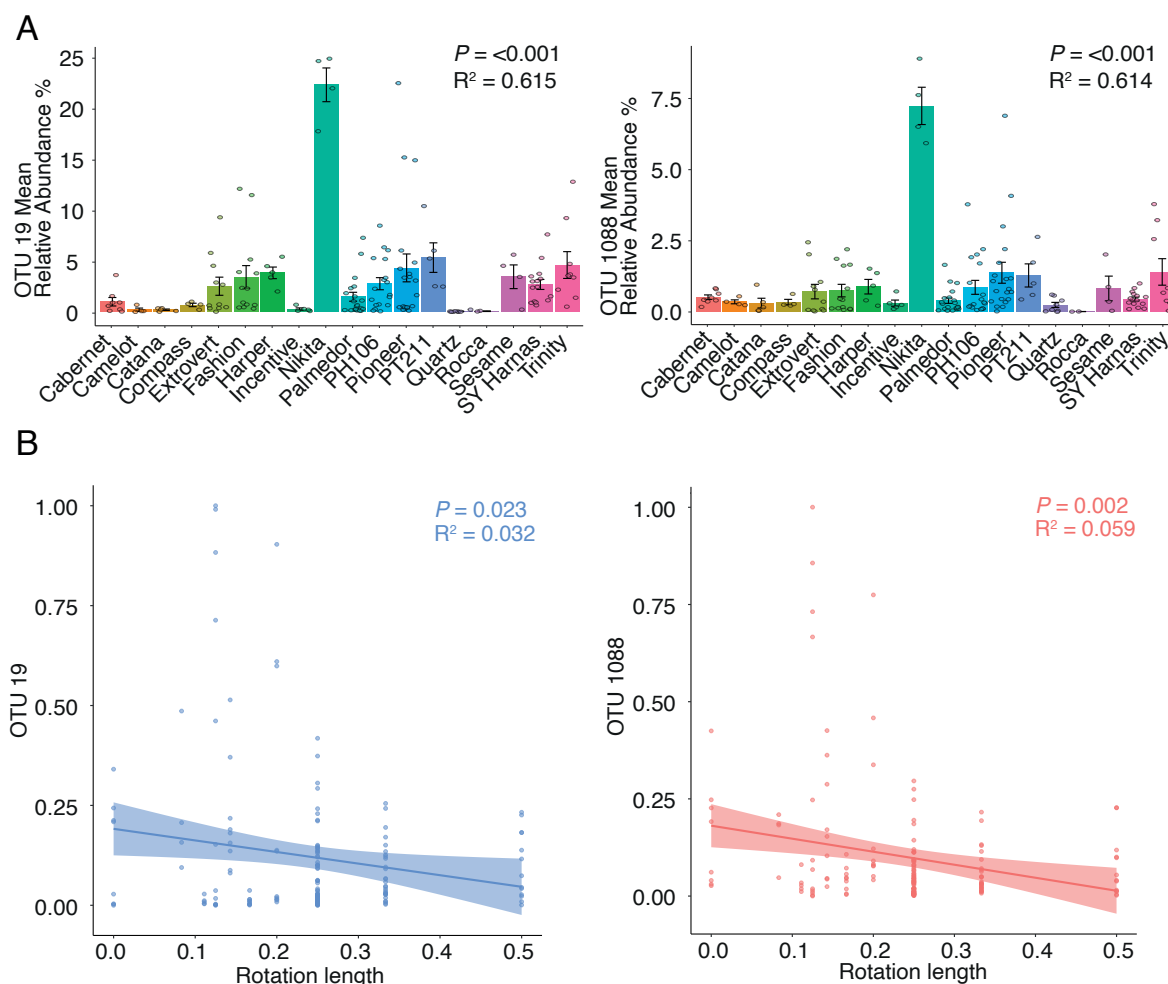 A
OTU 19 Mean
Relative Abundance %
25
20
15
10
5
0
P = <0.001
R² = 0.615
Cabernet
Camelot
Catana
Compass
Extrovert
Fashion
Harper
Incentive
Nikita
Palmedor
PH106
Pioneer
PT211
Quartz
Rocca
Sesame
SY Harnas
Trinity
OTU 1088 Mean
Relative Abundance %
7.5
5.0
2.5
0.0
P = <0.001
R² = 0.614
Cabernet
Camelot
Catana
Compass
Extrovert
Fashion
Harper
Incentive
Nikita
Palmedor
PH106
Pioneer
PT211
Quartz
Rocca
Sesame
SY Harnas
Trinity
B
OTU 19
1.00
0.75
0.50
0.25
0.00
P = 0.023
R² = 0.032
0.0 0.1 0.2 0.3 0.4 0.5
Rotation length
OTU 1088
1.00
0.75
0.50
0.25
0.00
P = 0.002
R² = 0.059
0.0 0.1 0.2 0.3 0.4 0.5
Rotation length